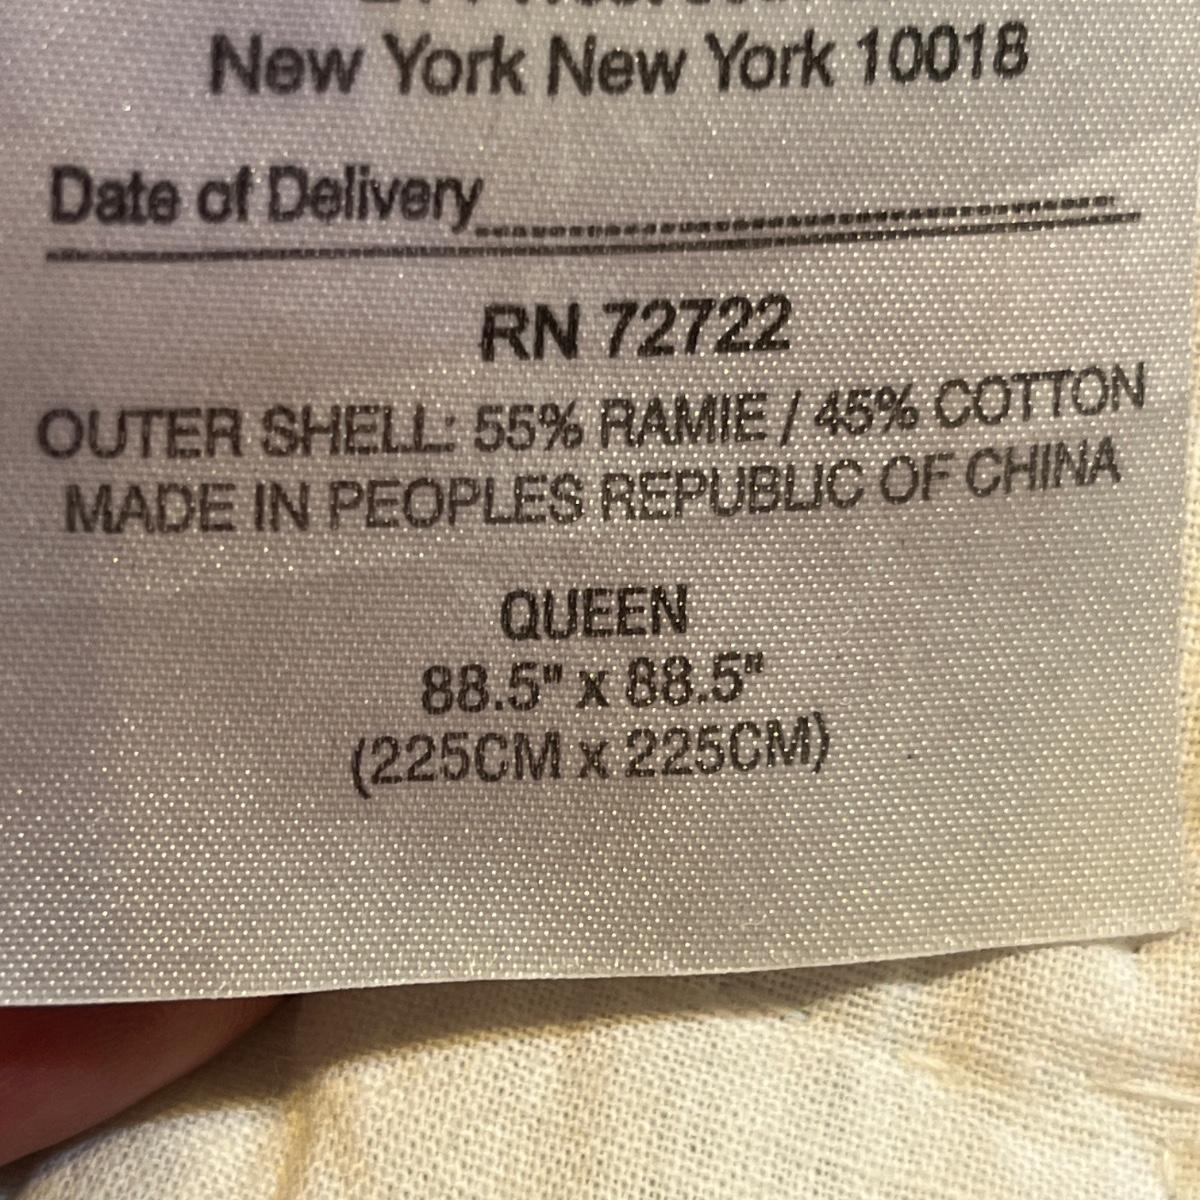 New York New York 10018
Date of Delivery
RN 72722
OUTER SHELL: 55% RAMIE / 45% COTTON
MADE IN PEOPLES REPUBLIC OF CHINA
QUEEN
88.5" x 88.5"
(225CM x 225CM)